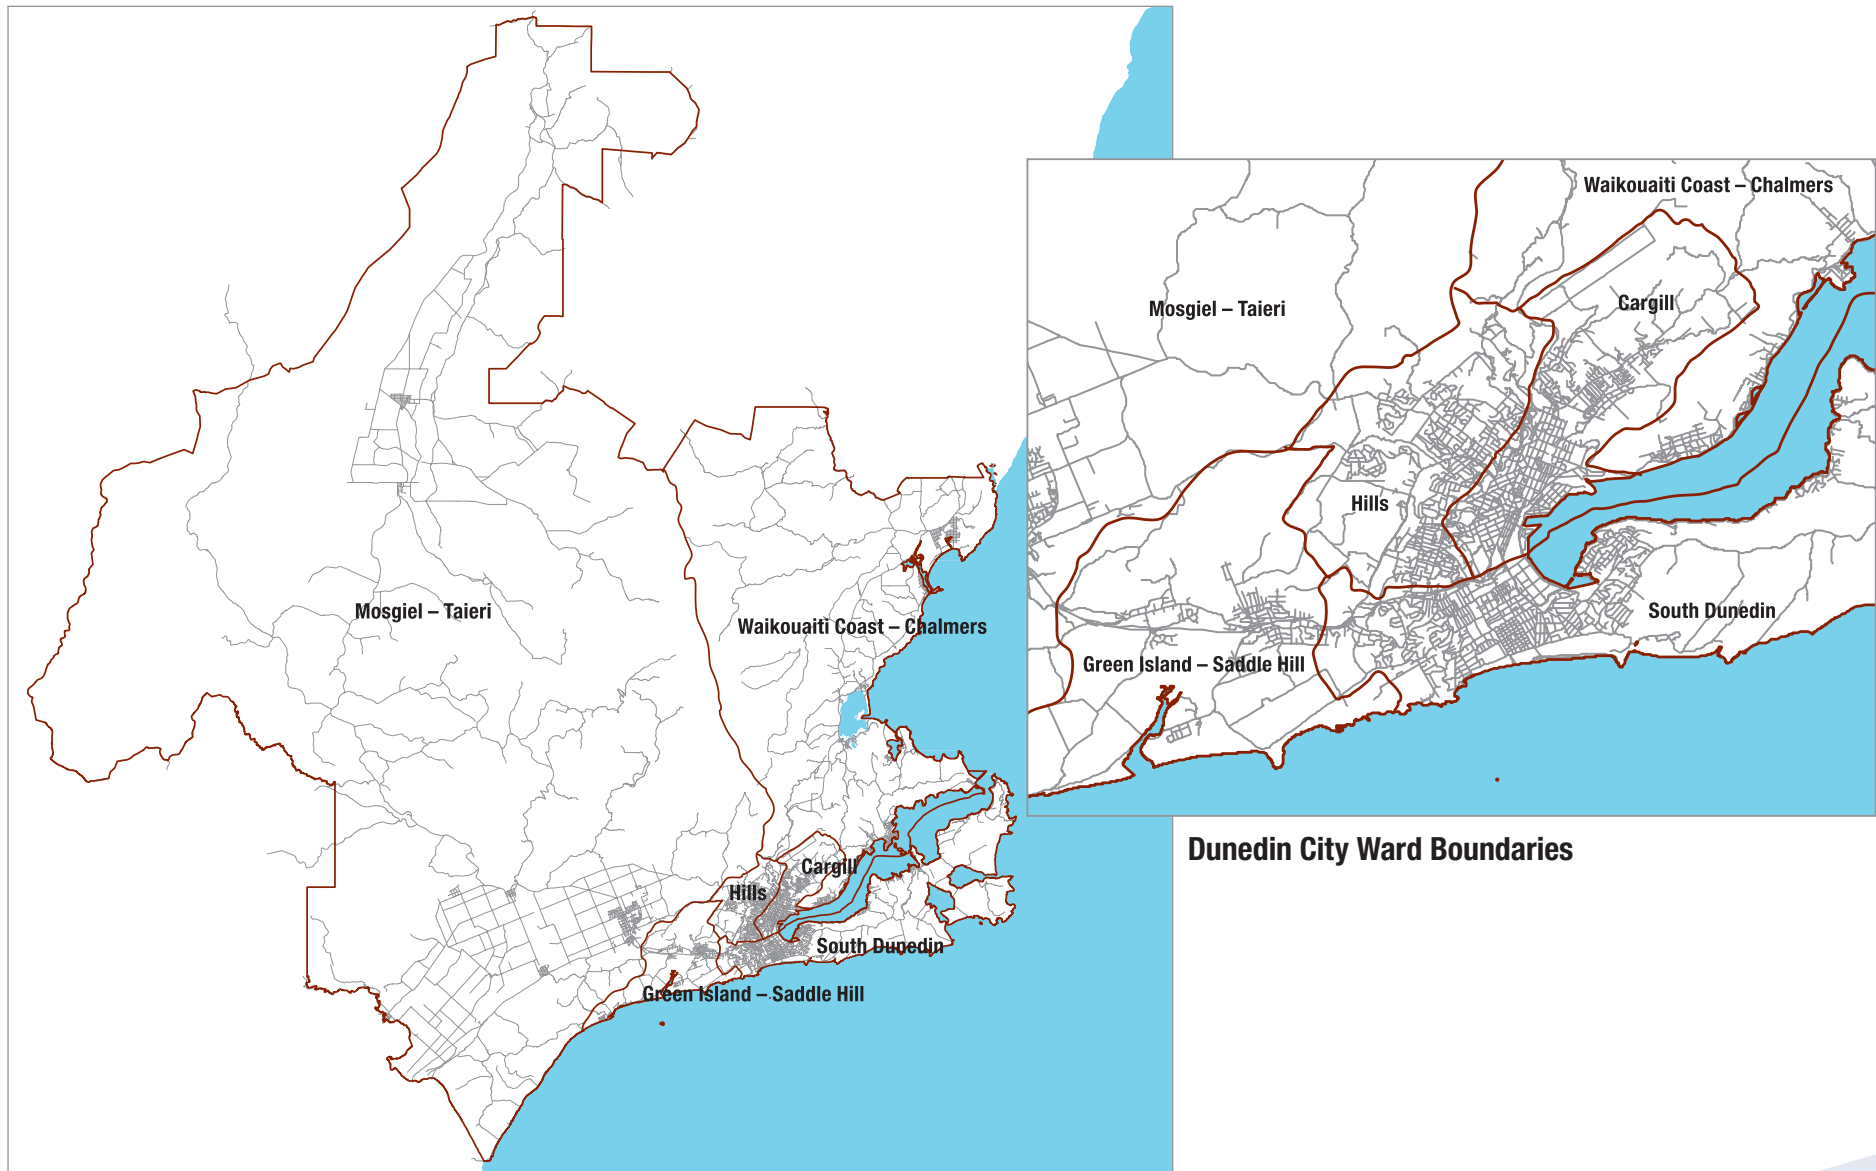 Mosgiel – Taieri
Waikouaiti Coast – Chalmers
Cargill
Hills
South Dunedin
Green Island – Saddle Hill
Waikouaiti Coast – Chalmers
Mosgiel – Taieri
Cargill
Hills
South Dunedin
Green Island – Saddle Hill
Dunedin City Ward Boundaries